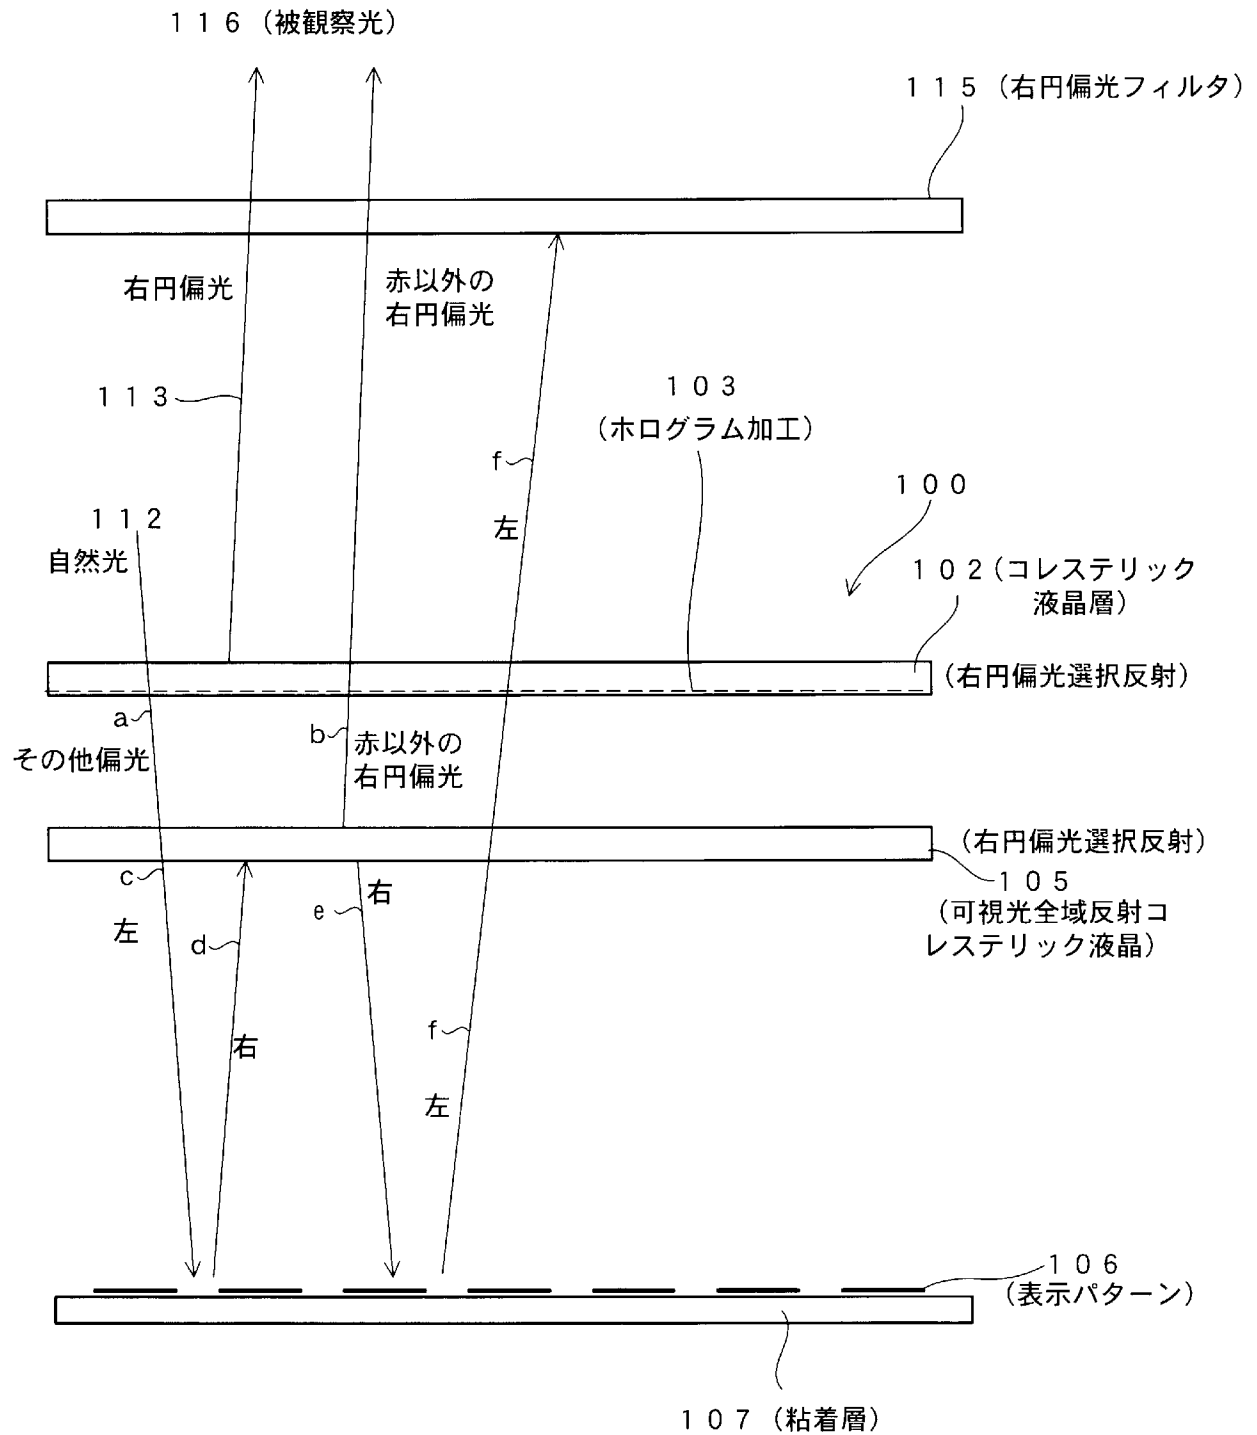 １１６（被観察光）
１１５（右円偏光フィルタ）
右円偏光
赤以外の
右円偏光
１１３
１０３
（ホログラム加工）
f
１００
１１２
自然光
左
１０２（コレステリック
液晶層）
（右円偏光選択反射）
a
その他偏光
b
赤以外の
右円偏光
（右円偏光選択反射）
１０５
（可視光全域反射コ
レステリック液晶）
c
左
e
右
d
右
f
左
１０６
（表示パターン）
１０７（粘着層）